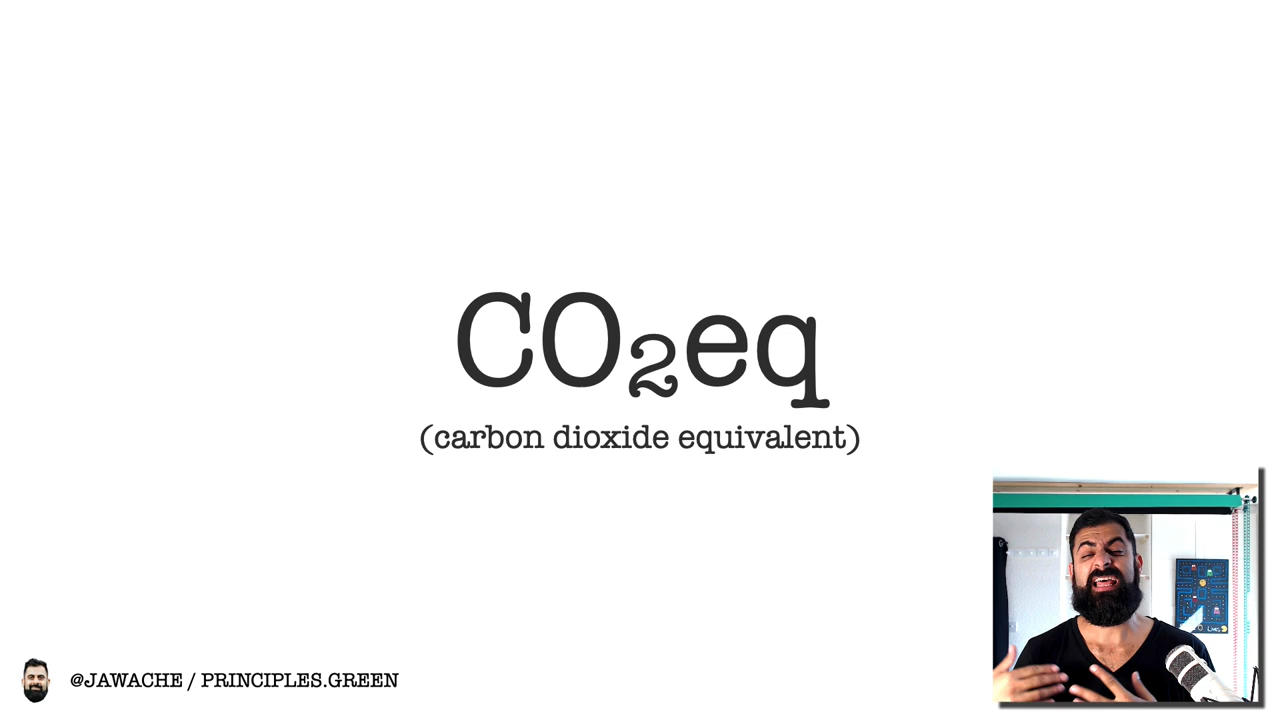 CO₂eq
(carbon dioxide equivalent)
@JAWACHE / PRINCIPLES.GREEN